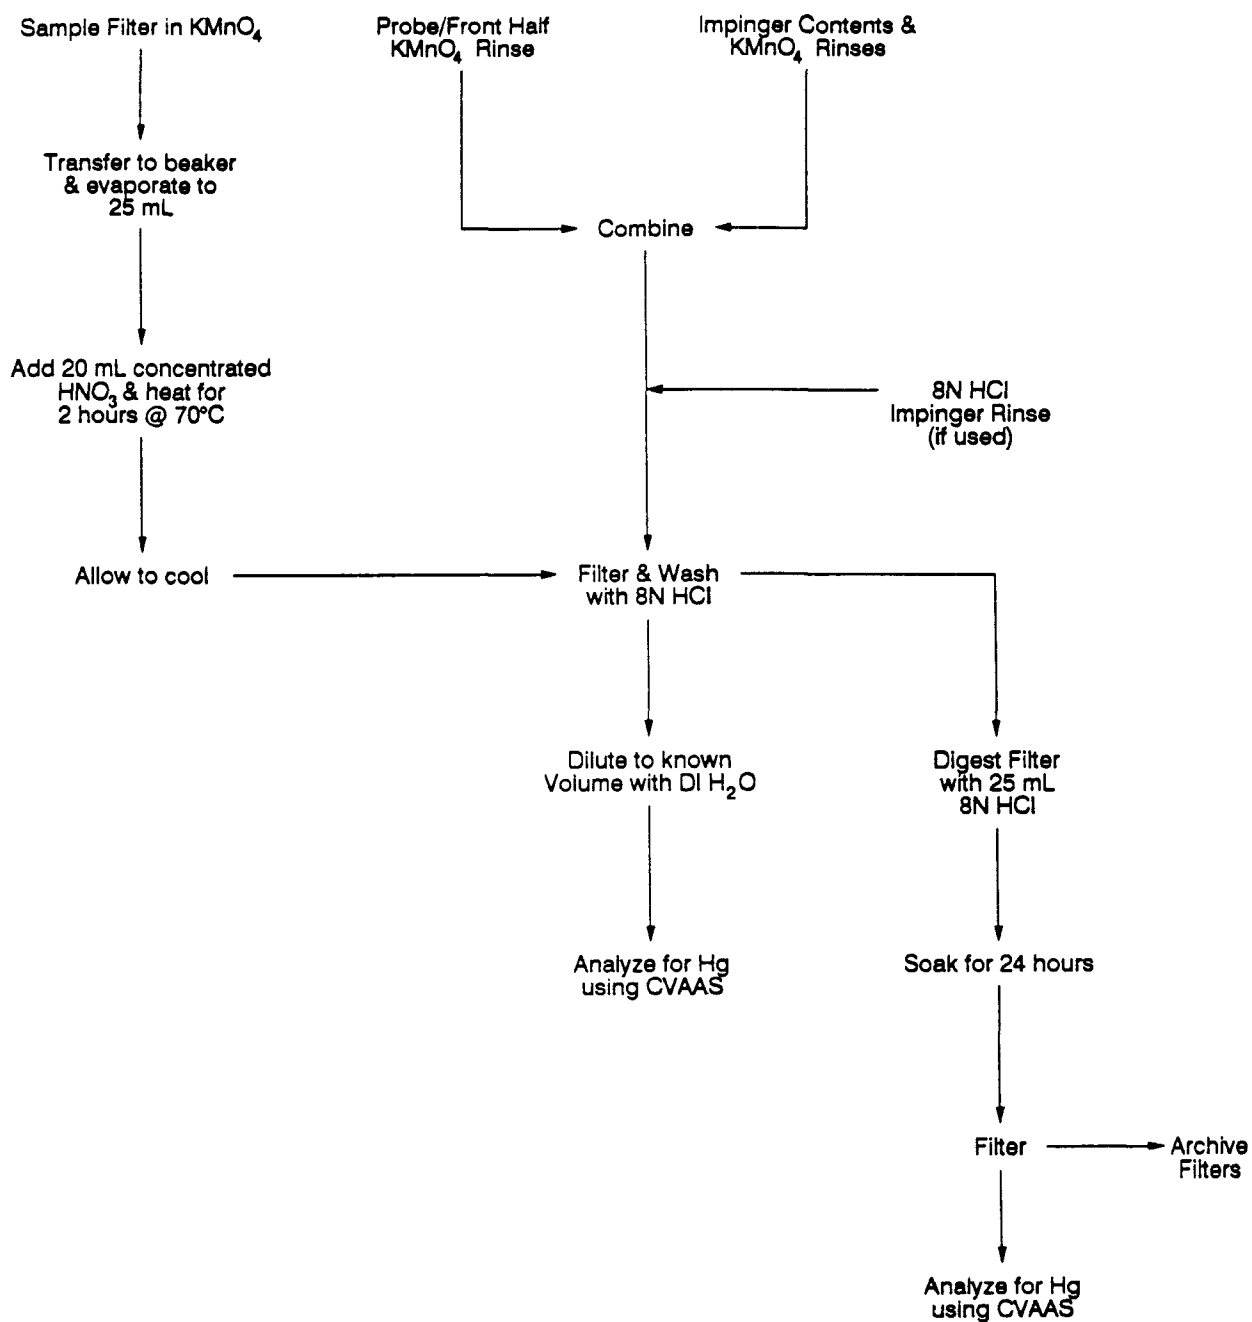 Sample Filter in KMnO₄
Probe/Front Half
KMnO₄ Rinse
Impinger Contents &
KMnO₄ Rinses
Transfer to beaker
& evaporate to
25 mL
Combine
Add 20 mL concentrated
HNO₃ & heat for
2 hours @ 70°C
8N HCl
Impinger Rinse
(if used)
Allow to cool
Filter & Wash
with 8N HCl
Dilute to known
Volume with DI H₂O
Digest Filter
with 25 mL
8N HCl
Analyze for Hg
using CVAAS
Soak for 24 hours
Filter
Archive
Filters
Analyze for Hg
using CVAAS